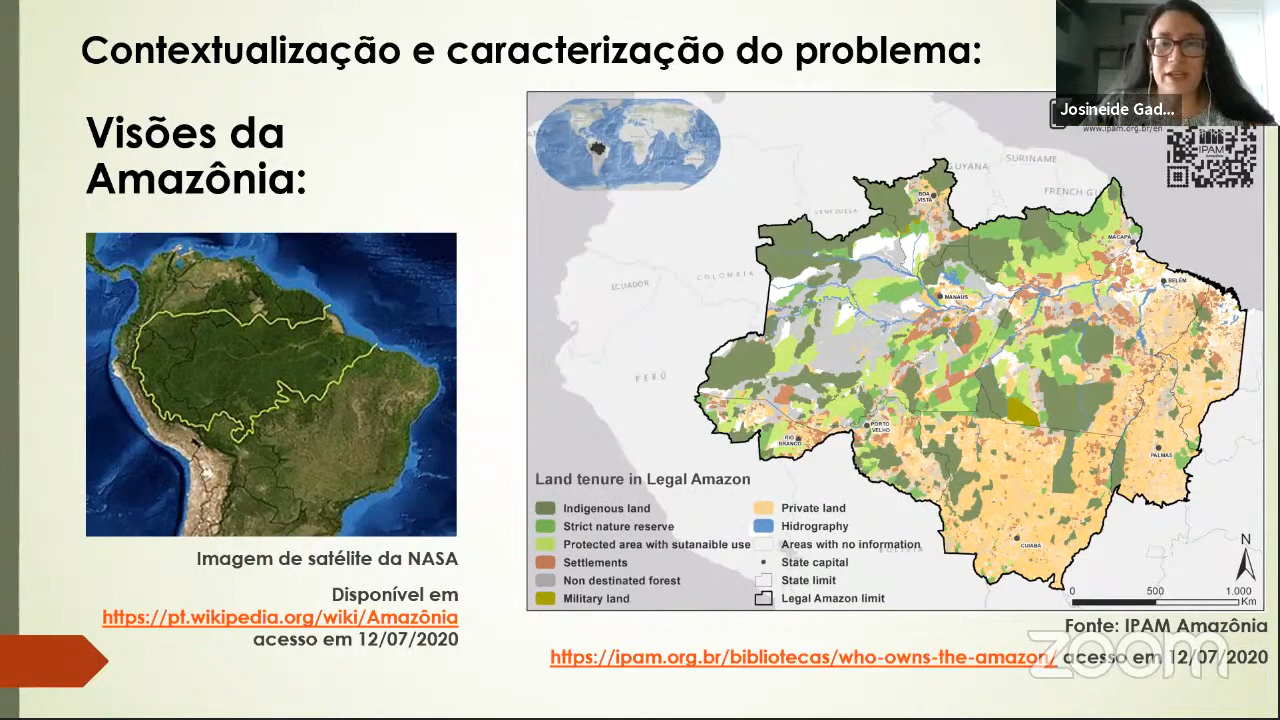 Contextualização e caracterização do problema:
Josineide Gad...
Visões da
Amazônia:
www.ipam.org.br/en
IPAM
Amazônia
GUYANA
SURINAME
FRENCH GU
VENEZUELA
COLOMBIA
ECUADOR
PERÚ
BOA
VISTA
MACAPÁ
BELÉM
MANAUS
PORTO
VELHO
RIO
BRANCO
PALMAS
CUIABÁ
Land tenure in Legal Amazon
Indigenous land
Strict nature reserve
Protected area with sutanaible use
Settlements
Non destinated forest
Military land
Private land
Hidrography
Areas with no information
State capital
State limit
Legal Amazon limit
N
0 500 1.000
Km
Imagem de satélite da NASA
Disponível em
https://pt.wikipedia.org/wiki/Amazônia
acesso em 12/07/2020
Fonte: IPAM Amazônia
https://ipam.org.br/bibliotecas/who-owns-the-amazon/ acesso em 12/07/2020
zoom